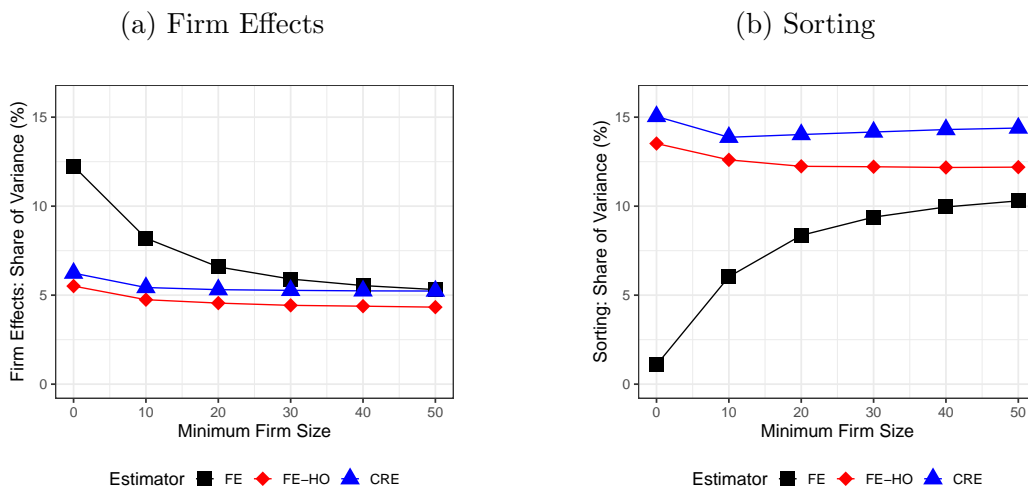 (a) Firm Effects
Firm Effects: Share of Variance (%)
15
10
5
0
0 10 20 30 40 50
Minimum Firm Size
Estimator FE FE−HO CRE
(b) Sorting
Sorting: Share of Variance (%)
15
10
5
0
0 10 20 30 40 50
Minimum Firm Size
Estimator FE FE−HO CRE